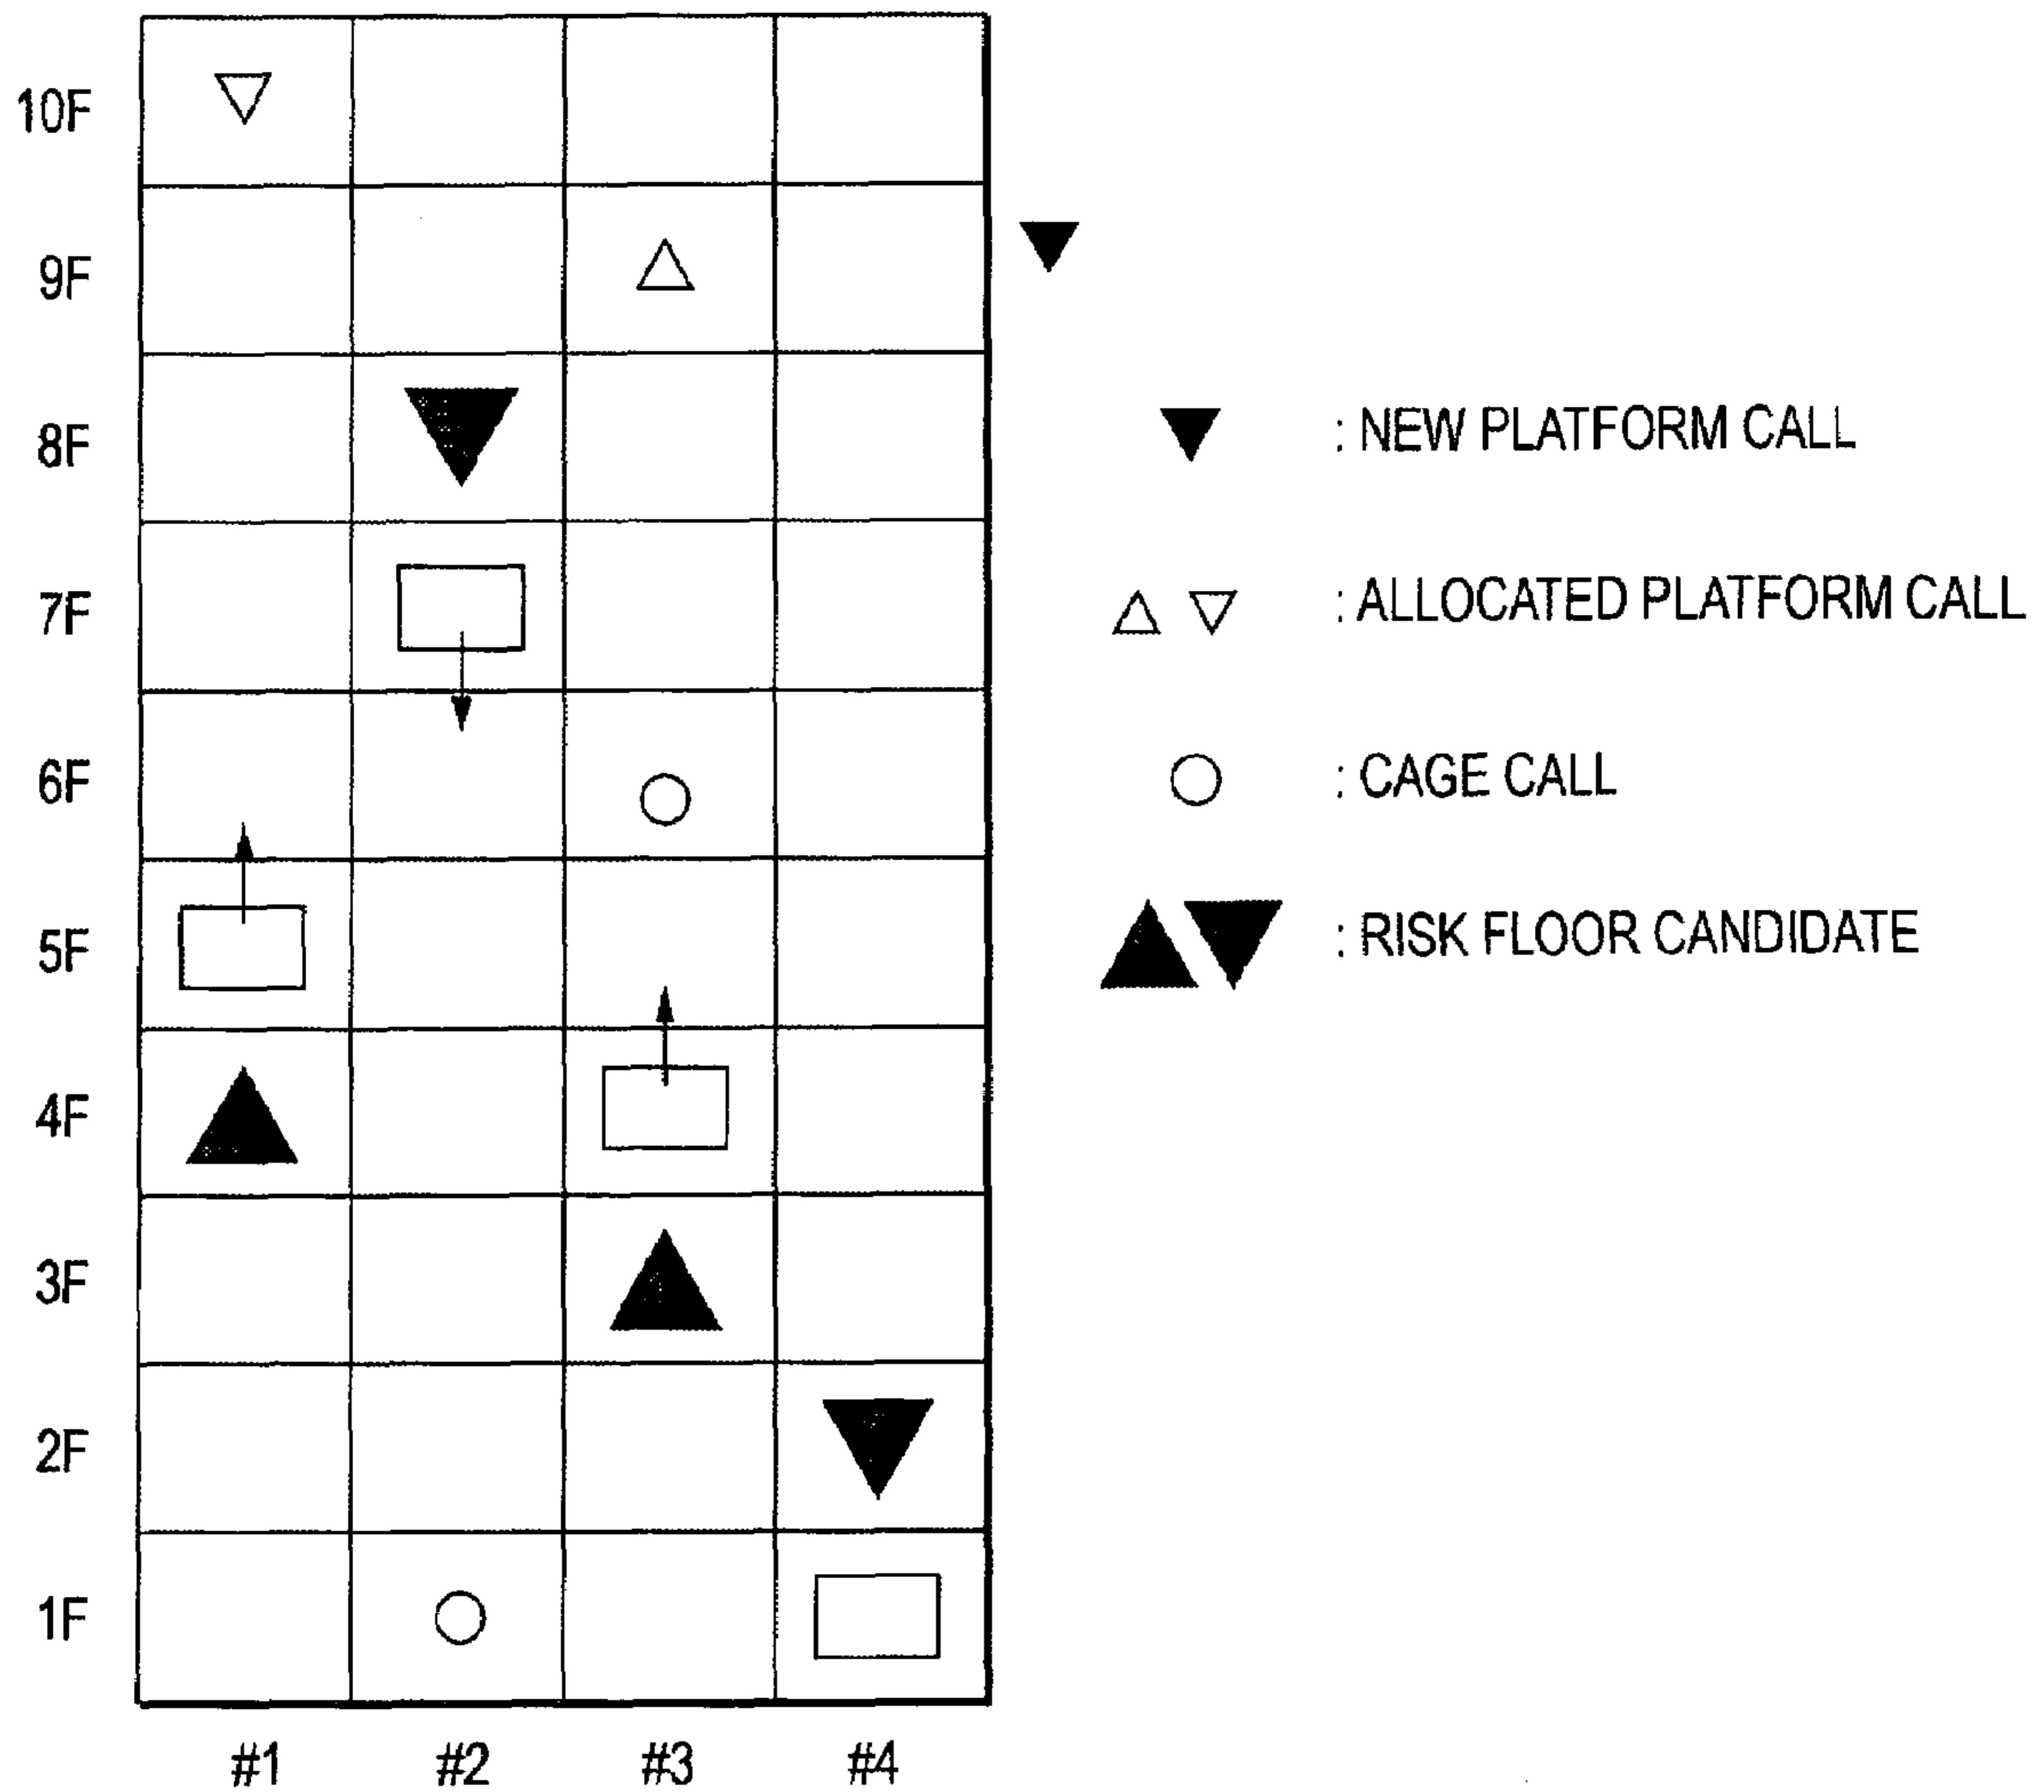 10F
9F
8F
7F
6F
5F
4F
3F
2F
1F
#1 #2 #3 #4
: NEW PLATFORM CALL
: ALLOCATED PLATFORM CALL
: CAGE CALL
: RISK FLOOR CANDIDATE